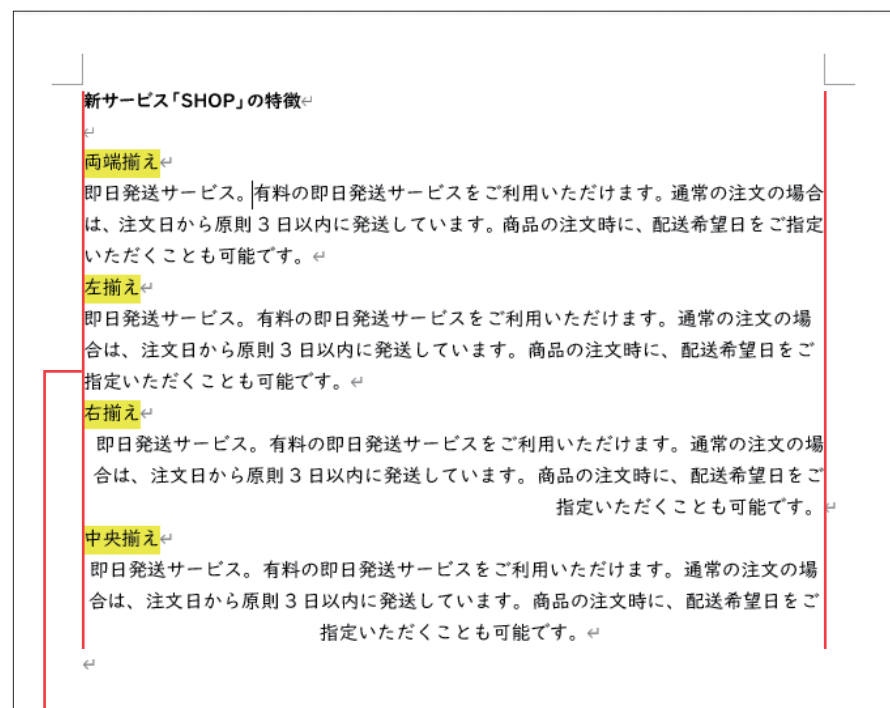 新サービス「SHOP」の特徴↵
↵
両端揃え↵
即日発送サービス。有料の即日発送サービスをご利用いただけます。通常の注文の場合
は、注文日から原則3日以内に発送しています。商品の注文時に、配送希望日をご指定
いただくことも可能です。↵
左揃え↵
即日発送サービス。有料の即日発送サービスをご利用いただけます。通常の注文の場
合は、注文日から原則3日以内に発送しています。商品の注文時に、配送希望日をご
指定いただくことも可能です。↵
右揃え↵
即日発送サービス。有料の即日発送サービスをご利用いただけます。通常の注文の場
合は、注文日から原則3日以内に発送しています。商品の注文時に、配送希望日をご
指定いただくことも可能です。↵
中央揃え↵
即日発送サービス。有料の即日発送サービスをご利用いただけます。通常の注文の場
合は、注文日から原則3日以内に発送しています。商品の注文時に、配送希望日をご
指定いただくことも可能です。↵
↵